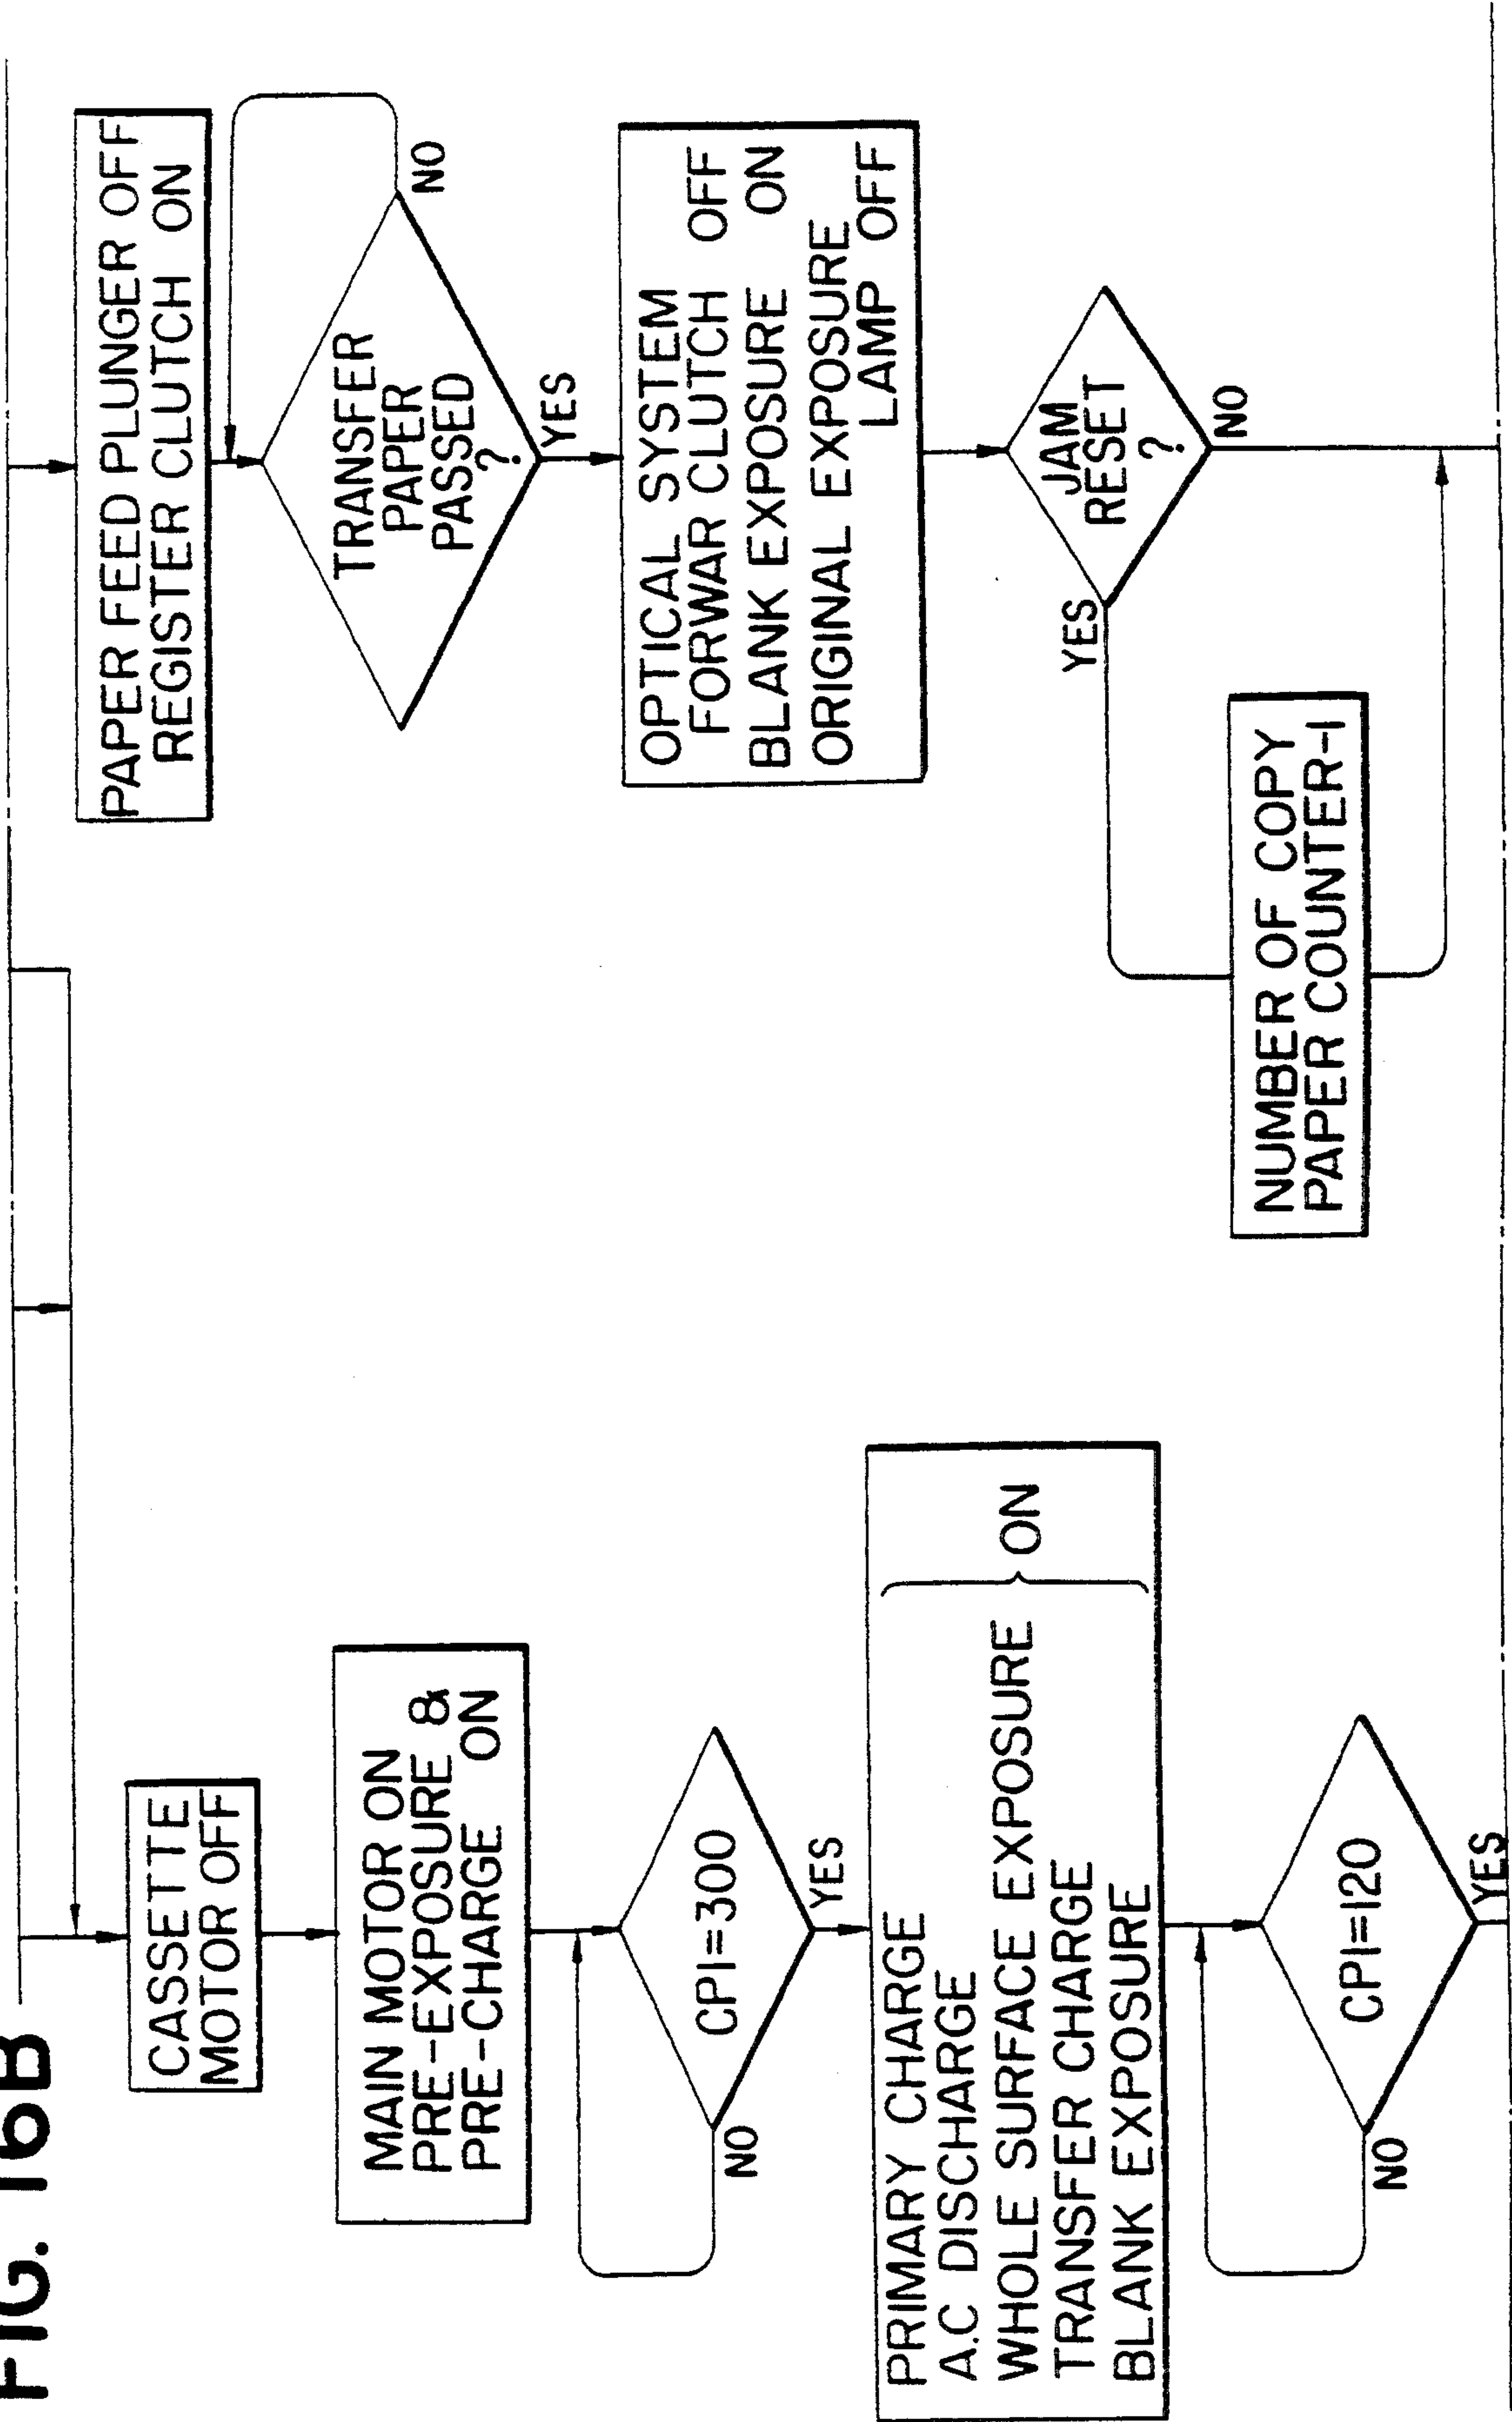 FIG. 16B
CASSETTE
MOTOR OFF
MAIN MOTOR ON
PRE-EXPOSURE &
PRE-CHARGE ON
CP1=300
NO
YES
PRIMARY CHARGE
A.C DISCHARGE
WHOLE SURFACE EXPOSURE
TRANSFER CHARGE
BLANK EXPOSURE
ON
CP1=120
NO
YES
PAPER FEED PLUNGER OFF
REGISTER CLUTCH ON
TRANSFER
PAPER
PASSED
?
NO
YES
OPTICAL SYSTEM
FORWAR CLUTCH OFF
BLANK EXPOSURE ON
ORIGINAL EXPOSURE
LAMP OFF
JAM
RESET
?
YES
NO
NUMBER OF COPY
PAPER COUNTER-1